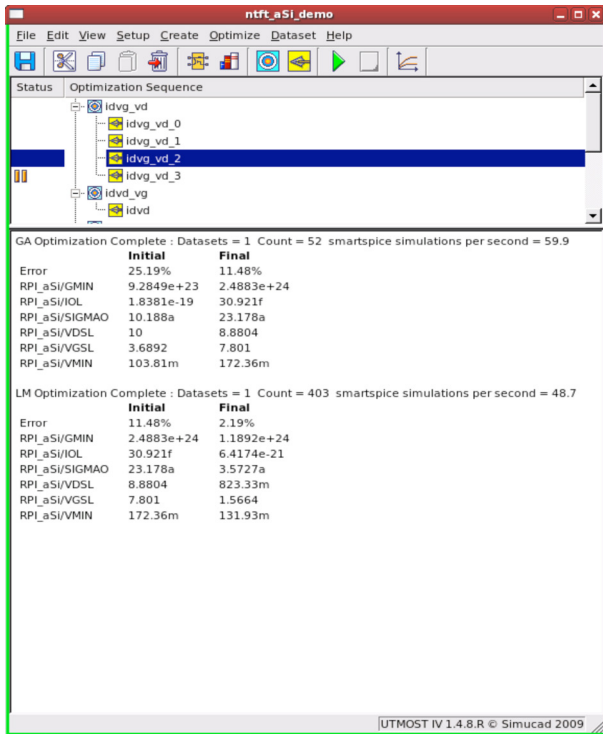 ntft_aSi_demo
File Edit View Setup Create Optimize Dataset Help
Status Optimization Sequence
idvg_vd
idvg_vd_0
idvg_vd_1
idvg_vd_2
idvg_vd_3
idvd_vg
idvd
GA Optimization Complete : Datasets = 1 Count = 52 smartspice simulations per second = 59.9
Initial Final
Error 25.19% 11.48%
RPI_aSi/GMIN 9.2849e+23 2.4883e+24
RPI_aSi/IOL 1.8381e-19 30.921f
RPI_aSi/SIGMAO 10.188a 23.178a
RPI_aSi/VDSL 10 8.8804
RPI_aSi/VGSL 3.6892 7.801
RPI_aSi/VMIN 103.81m 172.36m
LM Optimization Complete : Datasets = 1 Count = 403 smartspice simulations per second = 48.7
Initial Final
Error 11.48% 2.19%
RPI_aSi/GMIN 2.4883e+24 1.1892e+24
RPI_aSi/IOL 30.921f 6.4174e-21
RPI_aSi/SIGMAO 23.178a 3.5727a
RPI_aSi/VDSL 8.8804 823.33m
RPI_aSi/VGSL 7.801 1.5664
RPI_aSi/VMIN 172.36m 131.93m
UTMOST IV 1.4.8.R © Simucad 2009